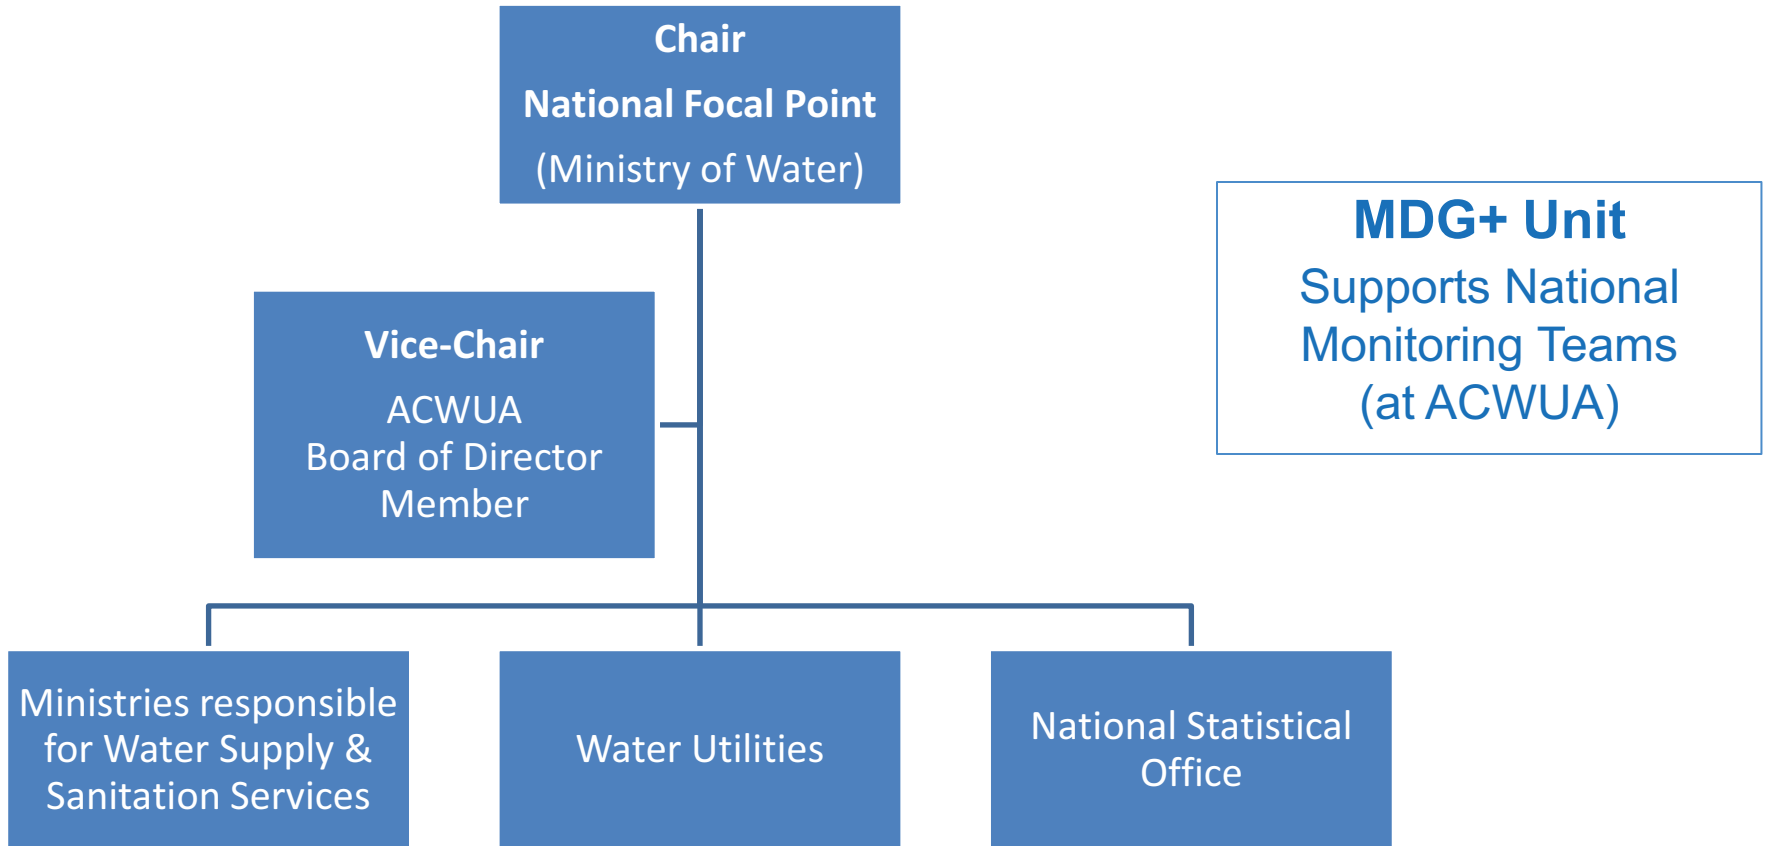 Chair
National Focal Point
(Ministry of Water)
MDG+ Unit
Supports National
Monitoring Teams
(at ACWUA)
Vice-Chair
ACWUA
Board of Director
Member
Ministries responsible
for Water Supply &
Sanitation Services
Water Utilities
National Statistical
Office